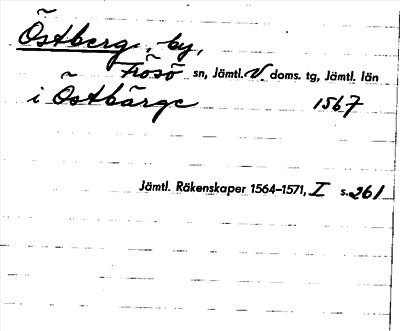 Östberg, by,
Frösö sn, Jämtl. V. doms. tg, Jämtl. län
i Östbärge 1567
Jämtl. Räkenskaper 1564–1571, I s. 261